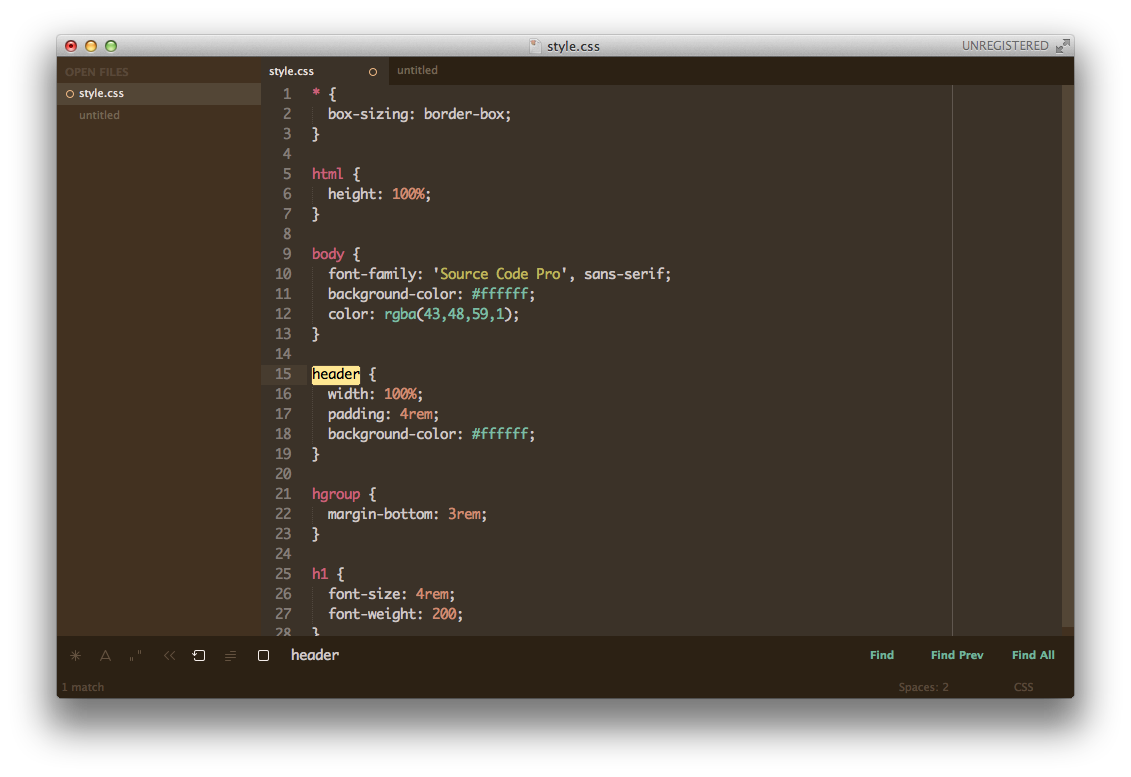 style.css
UNREGISTERED
OPEN FILES
style.css
untitled
style.css
untitled
1 * {
2 box-sizing: border-box;
3 }
4
5 html {
6 height: 100%;
7 }
8
9 body {
10 font-family: 'Source Code Pro', sans-serif;
11 background-color: #ffffff;
12 color: rgba(43,48,59,1);
13 }
14
15 header {
16 width: 100%;
17 padding: 4rem;
18 background-color: #ffffff;
19 }
20
21 hgroup {
22 margin-bottom: 3rem;
23 }
24
25 h1 {
26 font-size: 4rem;
27 font-weight: 200;
28 }
header
Find
Find Prev
Find All
1 match
Spaces: 2
CSS